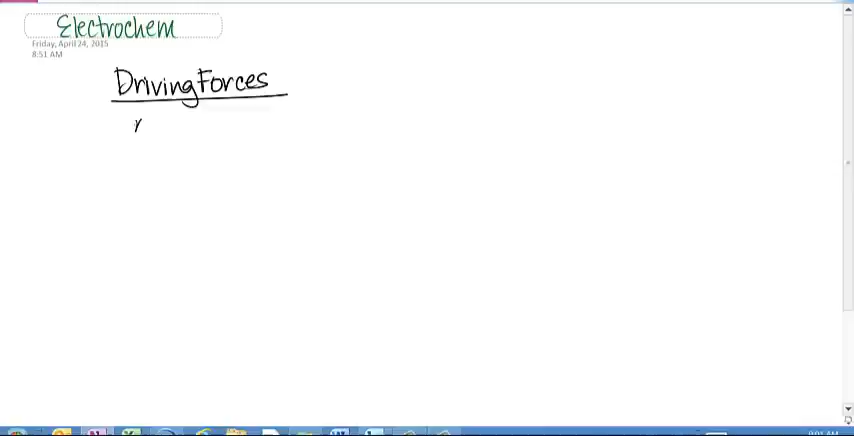 Electrochem
Friday, April 24, 2015
8:51 AM
Driving Forces